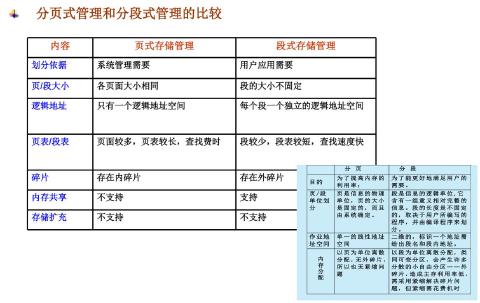 分页式管理和分段式管理的比较
内容 页式存储管理 段式存储管理
划分依据 系统管理需要 用户应用需要
页/段大小 各页面大小相同 段的大小不固定
逻辑地址 只有一个逻辑地址空间 每个段一个独立的逻辑地址空间
页表/段表 页面较多，页表较长，查找费时 段较少，段表较短，查找速度快
碎片 存在内碎片 存在外碎片
内存共享 不支持 支持
存储扩充 不支持 不支持
分 页 分 段
目的
为了提高内存的
利用率；
为了能更好地满足用户的
需要。
页/段
单位划
分
页是信息的物理
单位，页的大小
是固定的，而且
由系统确定。
段是信息的逻辑单位,它
含有一组意义相对完整的
信息。段的长度是不固定
的，取决于用户所编写的
程序，并由编译程序来划
分。
作业地
址空间
单一的线性地址
空间
二维的，标识一个地址需
给出段名和段内地址。
内
存
分
配
以页为单位离散
分配，无外碎片，
所以也无紧缩问
题
以段为单位离散分配，类
同可变分区，会产生许多
分散的小自由分区——外
碎片，造成主存利用率低，
需采用紧缩解决碎片问
题，但紧缩需花费机时